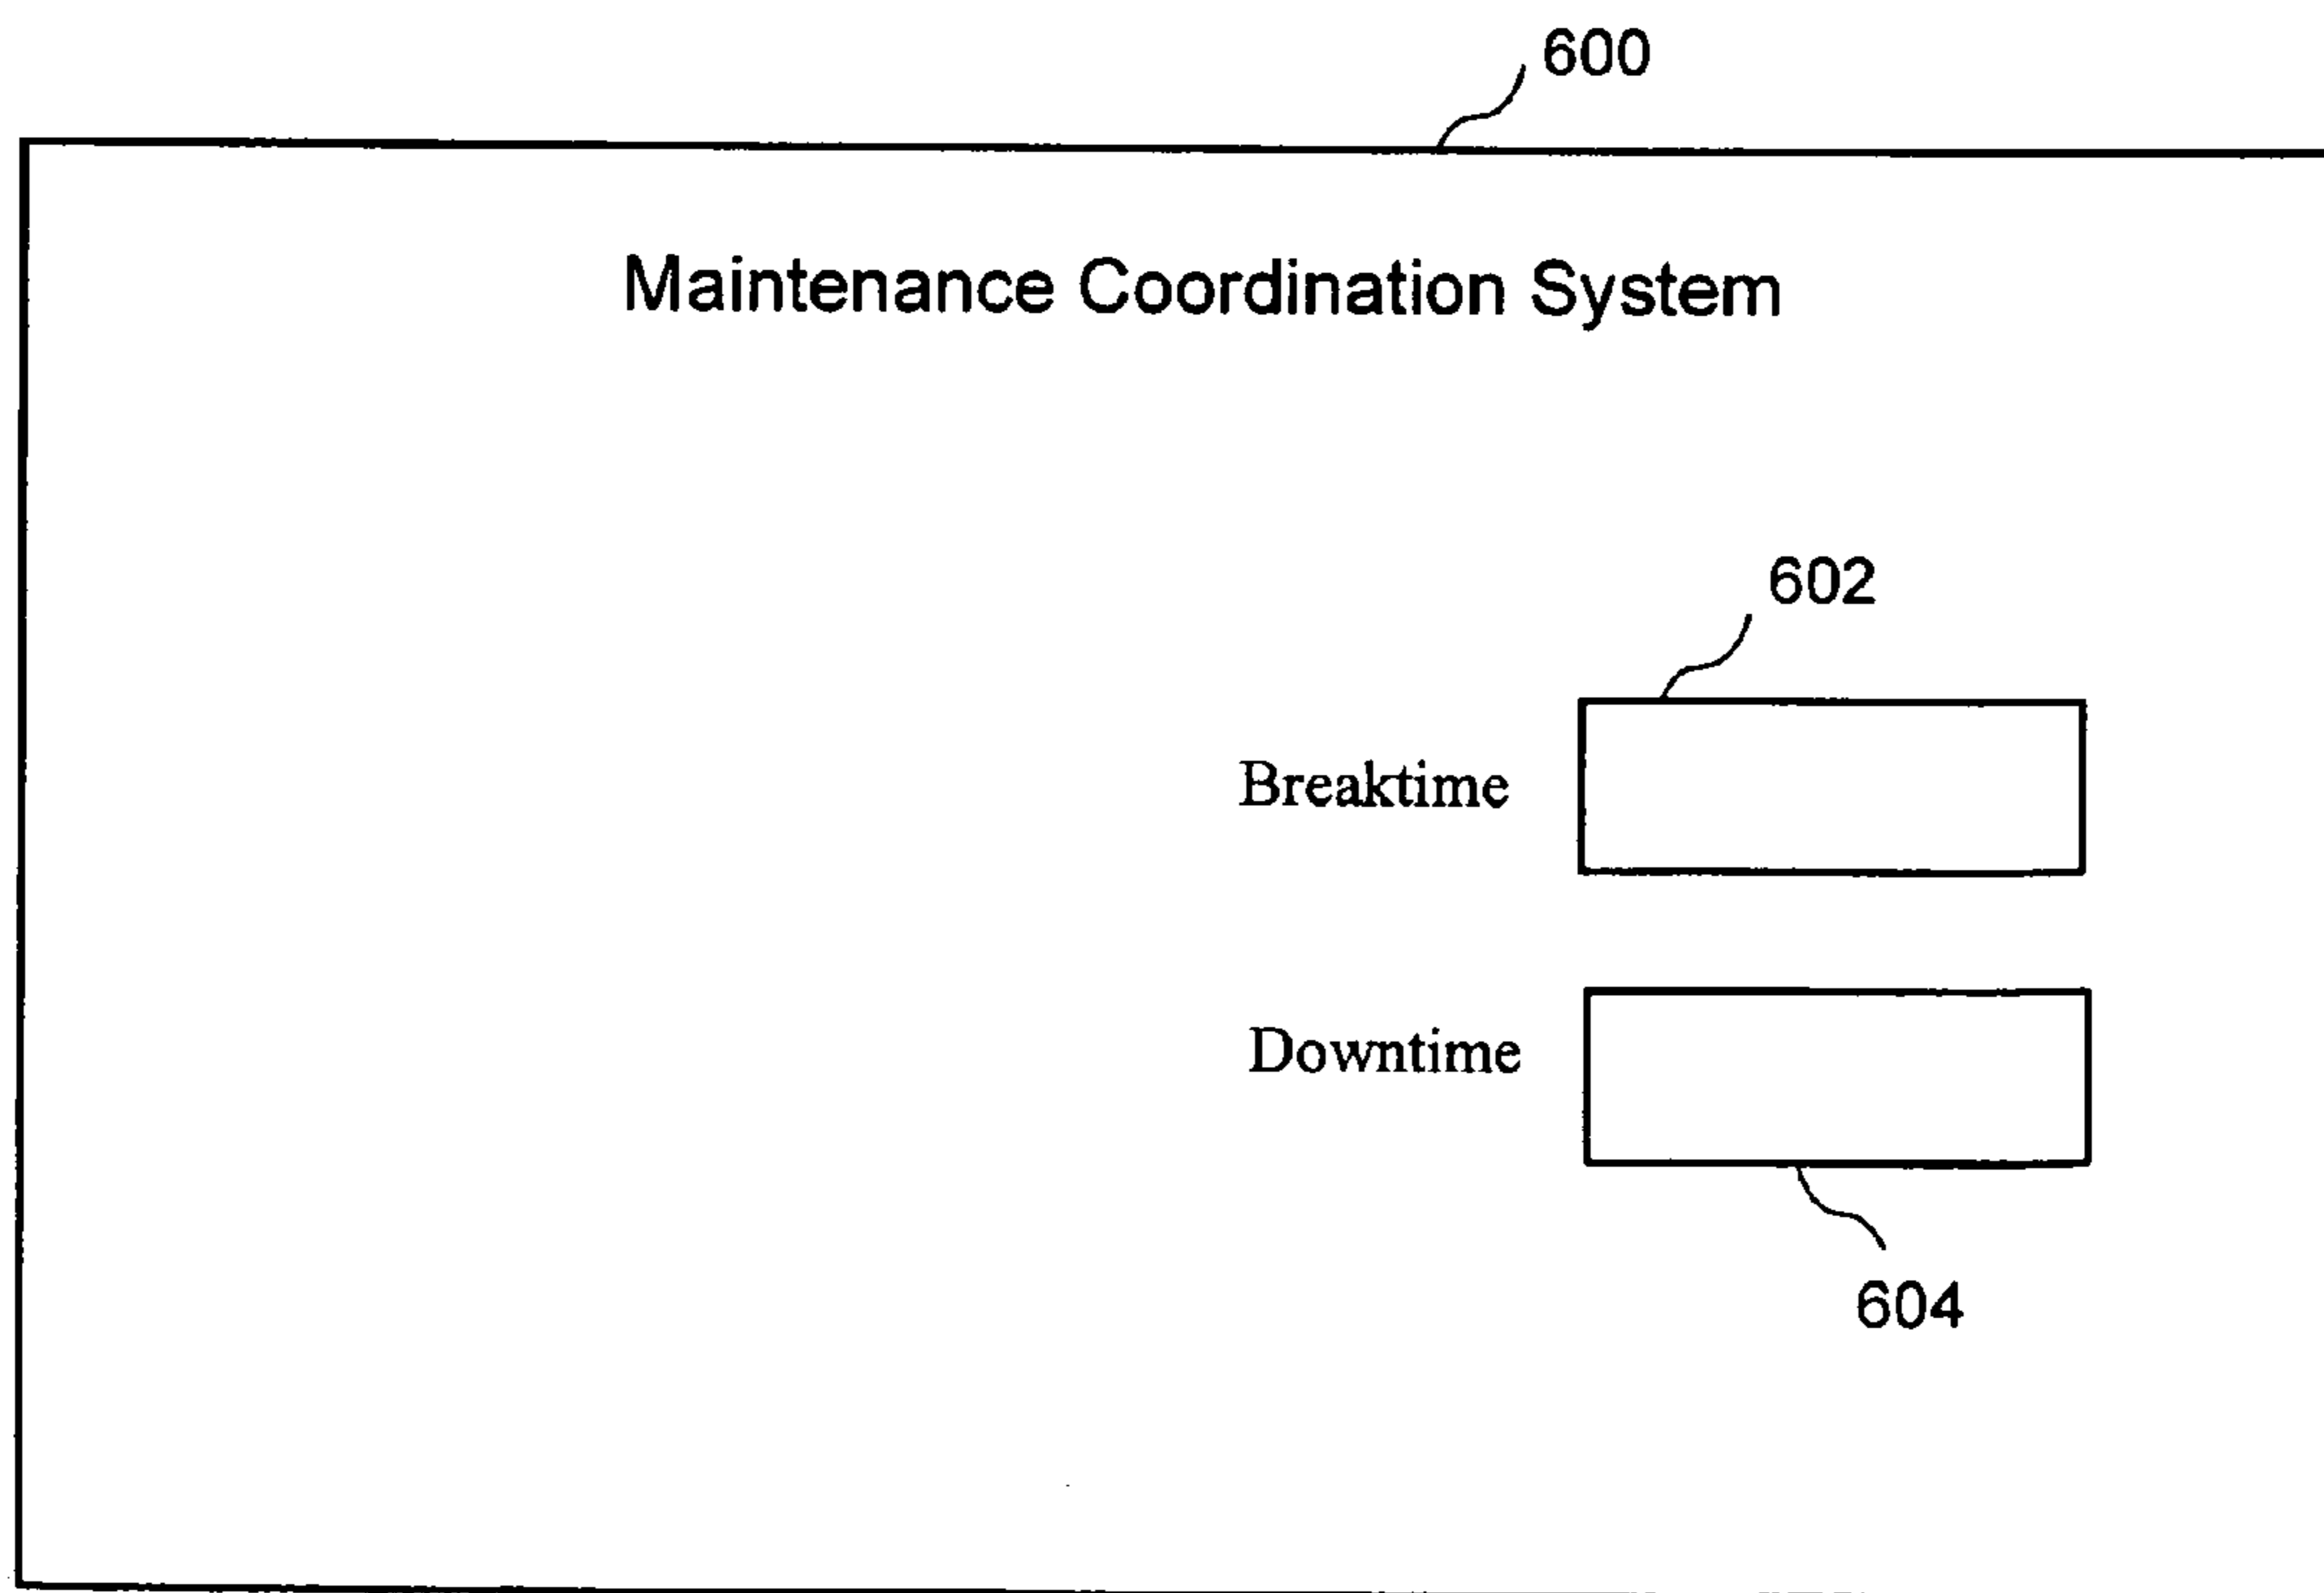 600
Maintenance Coordination System
602
Breaktime
Downtime
604